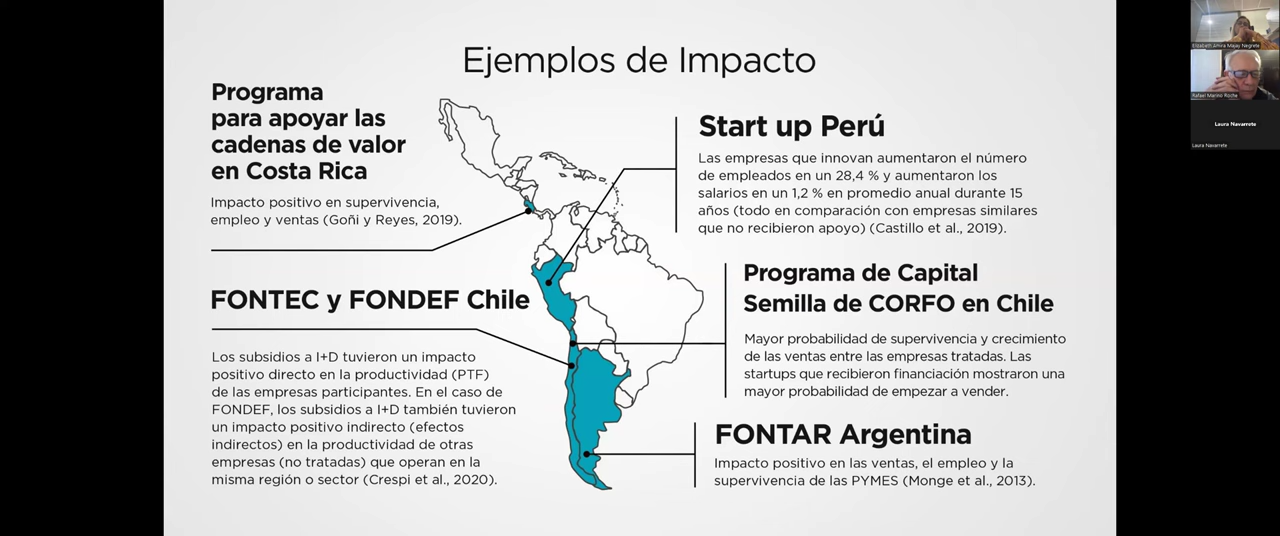 Ejemplos de Impacto
Programa
para apoyar las
cadenas de valor
en Costa Rica
Impacto positivo en supervivencia,
empleo y ventas (Goñi y Reyes, 2019).
FONTEC y FONDEF Chile
Los subsidios a I+D tuvieron un impacto
positivo directo en la productividad (PTF)
de las empresas participantes. En el caso de
FONDEF, los subsidios a I+D también tuvieron
un impacto positivo indirecto (efectos
indirectos) en la productividad de otras
empresas (no tratadas) que operan en la
misma región o sector (Crespi et al., 2020).
Start up Perú
Las empresas que innovan aumentaron el número
de empleados en un 28,4 % y aumentaron los
salarios en un 1,2 % en promedio anual durante 15
años (todo en comparación con empresas similares
que no recibieron apoyo) (Castillo et al., 2019).
Programa de Capital
Semilla de CORFO en Chile
Mayor probabilidad de supervivencia y crecimiento
de las ventas entre las empresas tratadas. Las
startups que recibieron financiación mostraron una
mayor probabilidad de empezar a vender.
FONTAR Argentina
Impacto positivo en las ventas, el empleo y la
supervivencia de las PYMES (Monge et al., 2013).
Negrete
Rafael Marino Roche
Laura Navarrete
Laura Navarrete